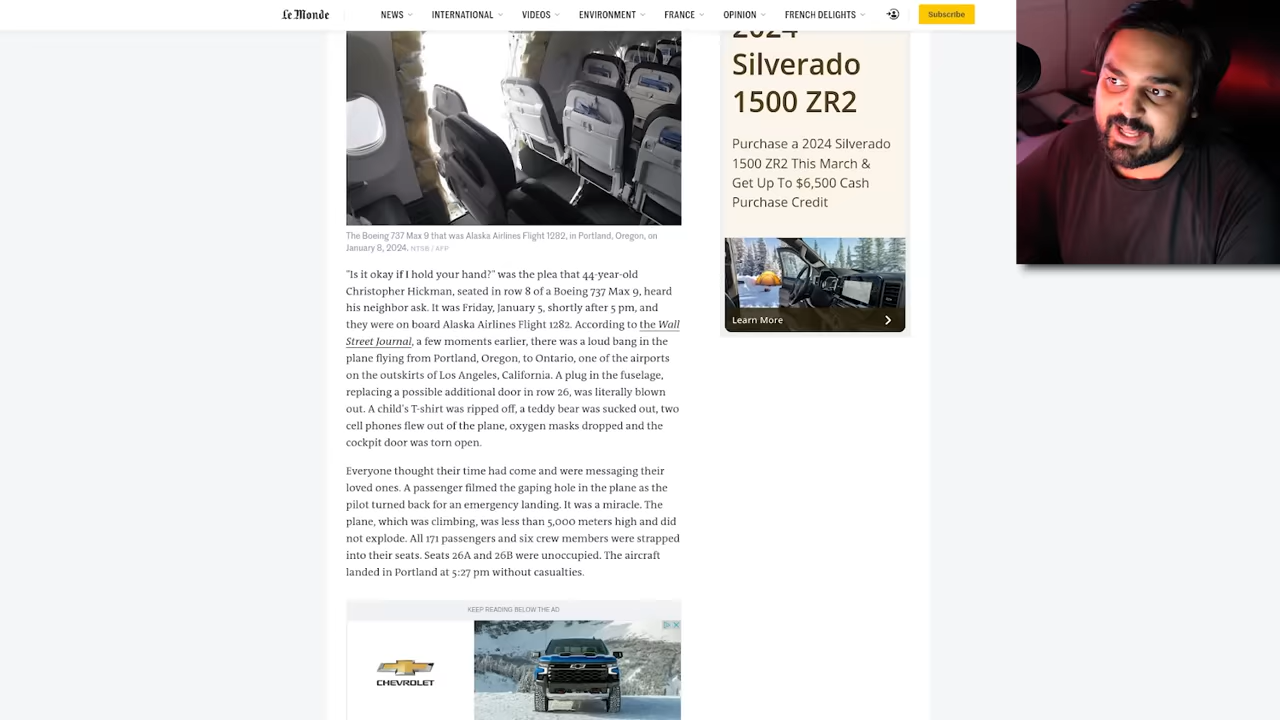 Le Monde
NEWS
INTERNATIONAL
VIDEOS
ENVIRONMENT
FRANCE
OPINION
FRENCH DELIGHTS
Subscribe
The Boeing 737 Max 9 that was Alaska Airlines Flight 1282, in Portland, Oregon, on
January 8, 2024. NTSB / AFP
"Is it okay if I hold your hand?" was the plea that 44-year-old
Christopher Hickman, seated in row 8 of a Boeing 737 Max 9, heard
his neighbor ask. It was Friday, January 5, shortly after 5 pm, and
they were on board Alaska Airlines Flight 1282. According to the Wall
Street Journal, a few moments earlier, there was a loud bang in the
plane flying from Portland, Oregon, to Ontario, one of the airports
on the outskirts of Los Angeles, California. A plug in the fuselage,
replacing a possible additional door in row 26, was literally blown
out. A child's T-shirt was ripped off, a teddy bear was sucked out, two
cell phones flew out of the plane, oxygen masks dropped and the
cockpit door was torn open.
Everyone thought their time had come and were messaging their
loved ones. A passenger filmed the gaping hole in the plane as the
pilot turned back for an emergency landing. It was a miracle. The
plane, which was climbing, was less than 5,000 meters high and did
not explode. All 171 passengers and six crew members were strapped
into their seats. Seats 26A and 26B were unoccupied. The aircraft
landed in Portland at 5:27 pm without casualties.
KEEP READING BELOW THE AD
CHEVROLET
2024
Silverado
1500 ZR2
Purchase a 2024 Silverado
1500 ZR2 This March &
Get Up To $6,500 Cash
Purchase Credit
Learn More